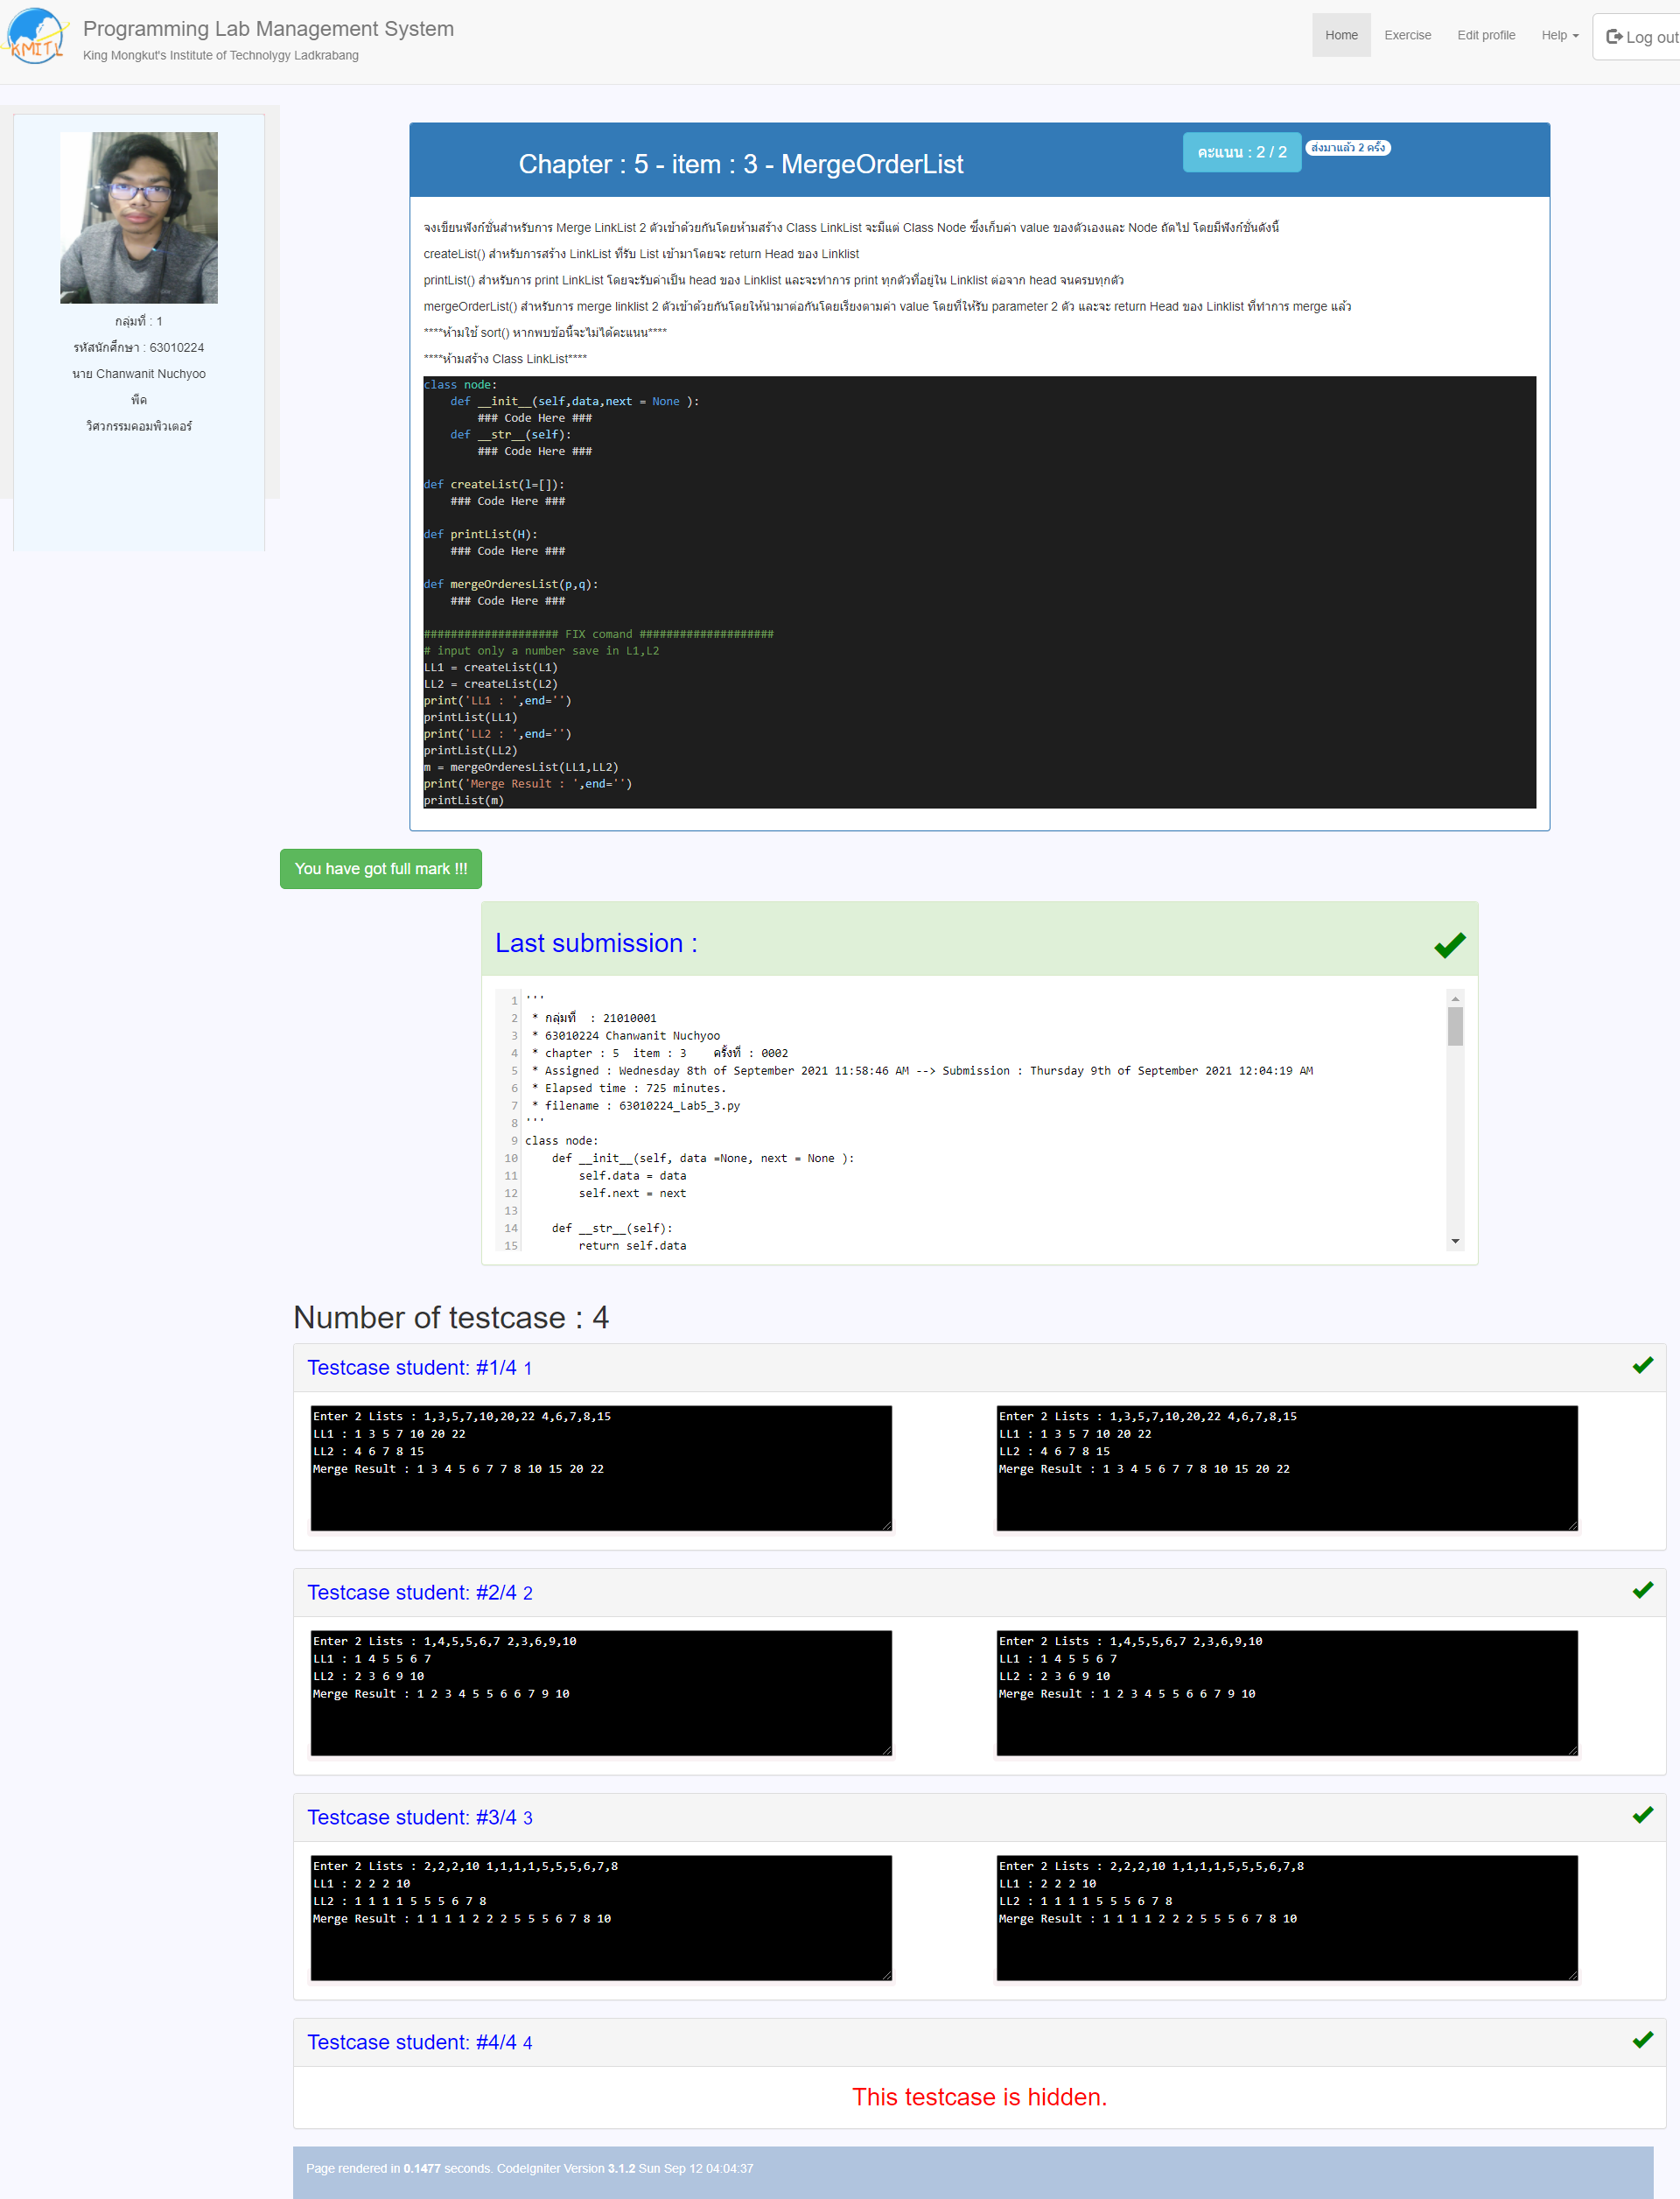 KMITL
Programming Lab Management System
King Mongkut's Institute of Technolygy Ladkrabang
Home Exercise Edit profile Help Log out
กลุ่มที่ : 1
รหัสนักศึกษา : 63010224
นาย Chanwanit Nuchyoo
พีค
วิศวกรรมคอมพิวเตอร์
Chapter : 5 - item : 3 - MergeOrderList
คะแนน : 2 / 2 ส่งมาแล้ว 2 ครั้ง
จงเขียนฟังก์ชั่นสำหรับการ Merge LinkList 2 ตัวเข้าด้วยกันโดยห้ามสร้าง Class LinkList จะมีแต่ Class Node ซึ่งเก็บค่า value ของตัวเองและ Node ถัดไป โดยมีฟังก์ชั่นดังนี้
createList() สำหรับการสร้าง LinkList ที่รับ List เข้ามาโดยจะ return Head ของ Linklist
printList() สำหรับการ print LinkList โดยจะรับค่าเป็น head ของ Linklist และจะทำการ print ทุกตัวที่อยู่ใน Linklist ต่อจาก head จนครบทุกตัว
mergeOrderList() สำหรับการ merge linklist 2 ตัวเข้าด้วยกันโดยให้นำมาต่อกันโดยเรียงตามค่า value โดยที่ให้รับ parameter 2 ตัว และจะ return Head ของ Linklist ที่ทำการ merge แล้ว
****ห้ามใช้ sort() หากพบข้อนี้จะไม่ได้คะแนน****
****ห้ามสร้าง Class LinkList****
class node:
    def __init__(self,data,next = None ):
        ### Code Here ###
    def __str__(self):
        ### Code Here ###
def createList(l=[]):
    ### Code Here ###
def printList(H):
    ### Code Here ###
def mergeOrderesList(p,q):
    ### Code Here ###
#################### FIX comand ####################
# input only a number save in L1,L2
LL1 = createList(L1)
LL2 = createList(L2)
print('LL1 : ',end='')
printList(LL1)
print('LL2 : ',end='')
printList(LL2)
m = mergeOrderesList(LL1,LL2)
print('Merge Result : ',end='')
printList(m)
You have got full mark !!!
Last submission :
1 '''
2 * กลุ่มที่ : 21010001
3 * 63010224 Chanwanit Nuchyoo
4 * chapter : 5 item : 3 ครั้งที่ : 0002
5 * Assigned : Wednesday 8th of September 2021 11:58:46 AM --> Submission : Thursday 9th of September 2021 12:04:19 AM
6 * Elapsed time : 725 minutes.
7 * filename : 63010224_Lab5_3.py
8 '''
9 class node:
10     def __init__(self, data =None, next = None ):
11         self.data = data
12         self.next = next
13
14     def __str__(self):
15         return self.data
Number of testcase : 4
Testcase student: #1/4 1
Enter 2 Lists : 1,3,5,7,10,20,22 4,6,7,8,15
LL1 : 1 3 5 7 10 20 22
LL2 : 4 6 7 8 15
Merge Result : 1 3 4 5 6 7 7 8 10 15 20 22
Enter 2 Lists : 1,3,5,7,10,20,22 4,6,7,8,15
LL1 : 1 3 5 7 10 20 22
LL2 : 4 6 7 8 15
Merge Result : 1 3 4 5 6 7 7 8 10 15 20 22
Testcase student: #2/4 2
Enter 2 Lists : 1,4,5,5,6,7 2,3,6,9,10
LL1 : 1 4 5 5 6 7
LL2 : 2 3 6 9 10
Merge Result : 1 2 3 4 5 5 6 6 7 9 10
Enter 2 Lists : 1,4,5,5,6,7 2,3,6,9,10
LL1 : 1 4 5 5 6 7
LL2 : 2 3 6 9 10
Merge Result : 1 2 3 4 5 5 6 6 7 9 10
Testcase student: #3/4 3
Enter 2 Lists : 2,2,2,10 1,1,1,1,5,5,5,6,7,8
LL1 : 2 2 2 10
LL2 : 1 1 1 1 5 5 5 6 7 8
Merge Result : 1 1 1 1 2 2 2 5 5 5 6 7 8 10
Enter 2 Lists : 2,2,2,10 1,1,1,1,5,5,5,6,7,8
LL1 : 2 2 2 10
LL2 : 1 1 1 1 5 5 5 6 7 8
Merge Result : 1 1 1 1 2 2 2 5 5 5 6 7 8 10
Testcase student: #4/4 4
This testcase is hidden.
Page rendered in 0.1477 seconds. CodeIgniter Version 3.1.2 Sun Sep 12 04:04:37